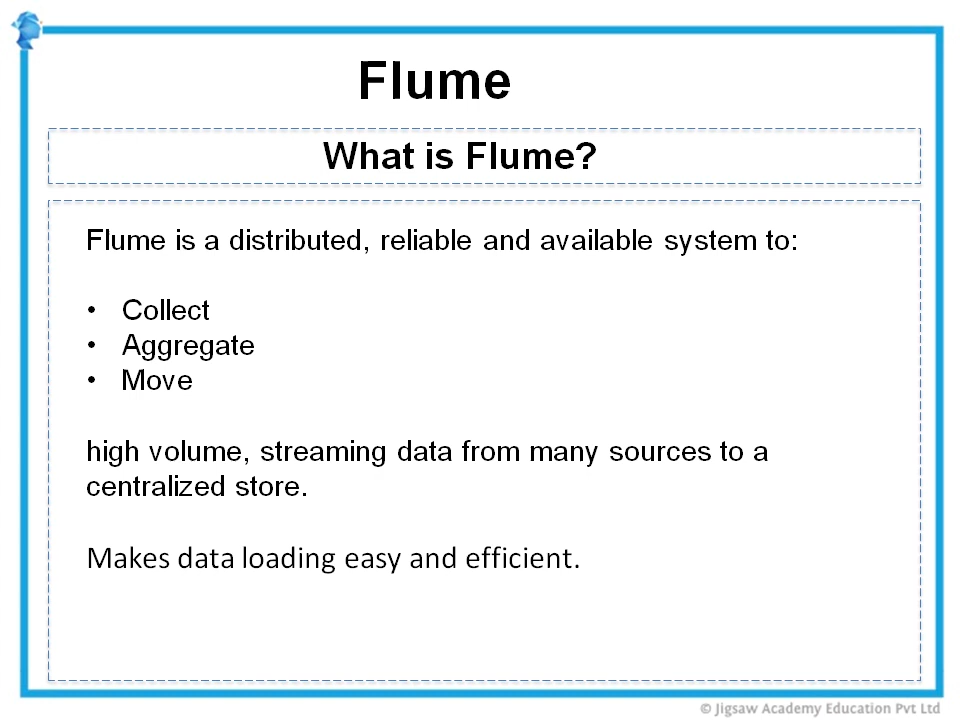 Flume
What is Flume?
Flume is a distributed, reliable and available system to:
• Collect
• Aggregate
• Move
high volume, streaming data from many sources to a
centralized store.
Makes data loading easy and efficient.
© Jigsaw Academy Education Pvt Ltd